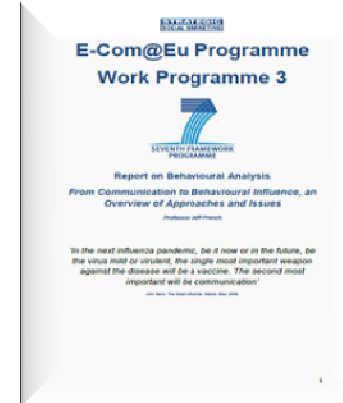 STRATEGIC
SOCIAL MARKETING
E-Com@Eu Programme
Work Programme 3
7
SEVENTH FRAMEWORK
PROGRAMME
Report on Behavioural Analysis
From Communication to Behavioural Influence, an
Overview of Approaches and Issues
Professor Jeff French
'In the next influenza pandemic, be it now or in the future, be
the virus mild or virulent, the single most important weapon
against the disease will be a vaccine. The second most
important will be communication'